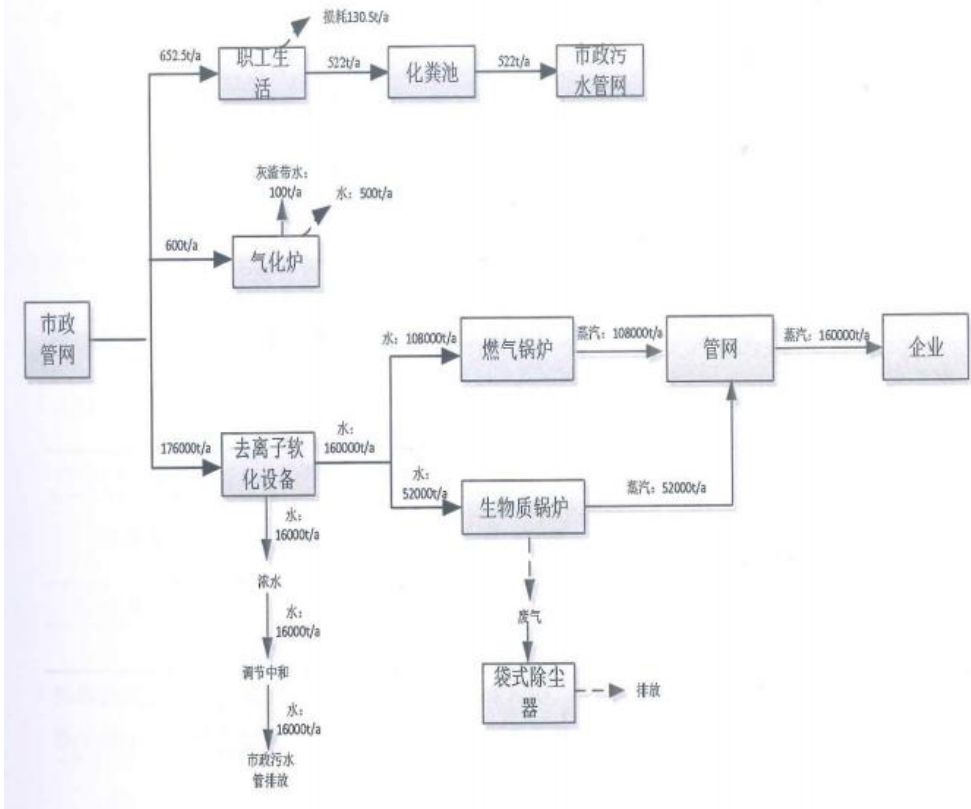 损耗130.5t/a
652.5t/a
职工生
活
522t/a
化粪池
522t/a
市政污
水管网
灰渣带水:
100t/a
水: 500t/a
600t/a
气化炉
市政
管网
水: 108000t/a
燃气锅炉
蒸汽: 108000t/a
管网
蒸汽: 160000t/a
企业
176000t/a
去离子软
化设备
水:
160000t/a
水:
52000t/a
生物质锅炉
蒸汽: 52000t/a
水:
16000t/a
浓水
水:
16000t/a
调节中和
水:
16000t/a
市政污水
管排放
废气
袋式除尘
器
排放